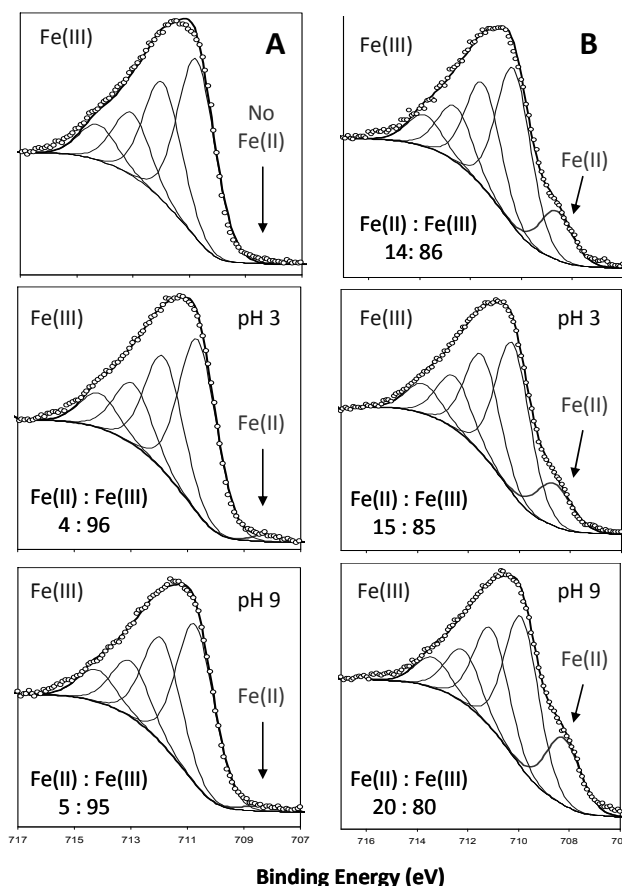 Fe(III)
A
No
Fe(II)
Fe(III)
B
Fe(II)
Fe(II) : Fe(III)
14: 86
Fe(III)
pH 3
Fe(II)
Fe(II) : Fe(III)
4 : 96
Fe(III)
pH 3
Fe(II)
Fe(II) : Fe(III)
15 : 85
Fe(III)
pH 9
Fe(II)
Fe(II) : Fe(III)
5 : 95
717 715 713 711 709 707
Fe(III)
pH 9
Fe(II)
Fe(II) : Fe(III)
20 : 80
716 714 712 710 708
Binding Energy (eV)